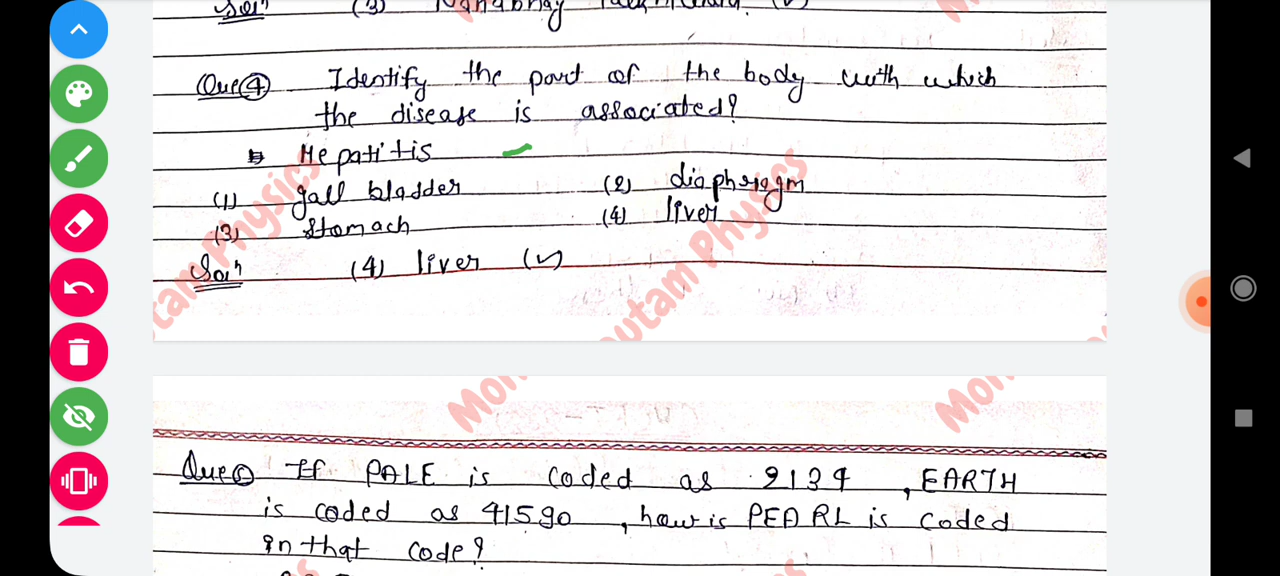 Que④ Identify the part of the body with which
the disease is associated?
Hepatitis
(1) gall bladder (2) diaphragm
(3) stomach (4) liver
Solⁿ (4) liver (✓)
Que⑤ If PALE is coded as 2134, EARTH
is coded as 41590, how is PEARL is coded
in that code?